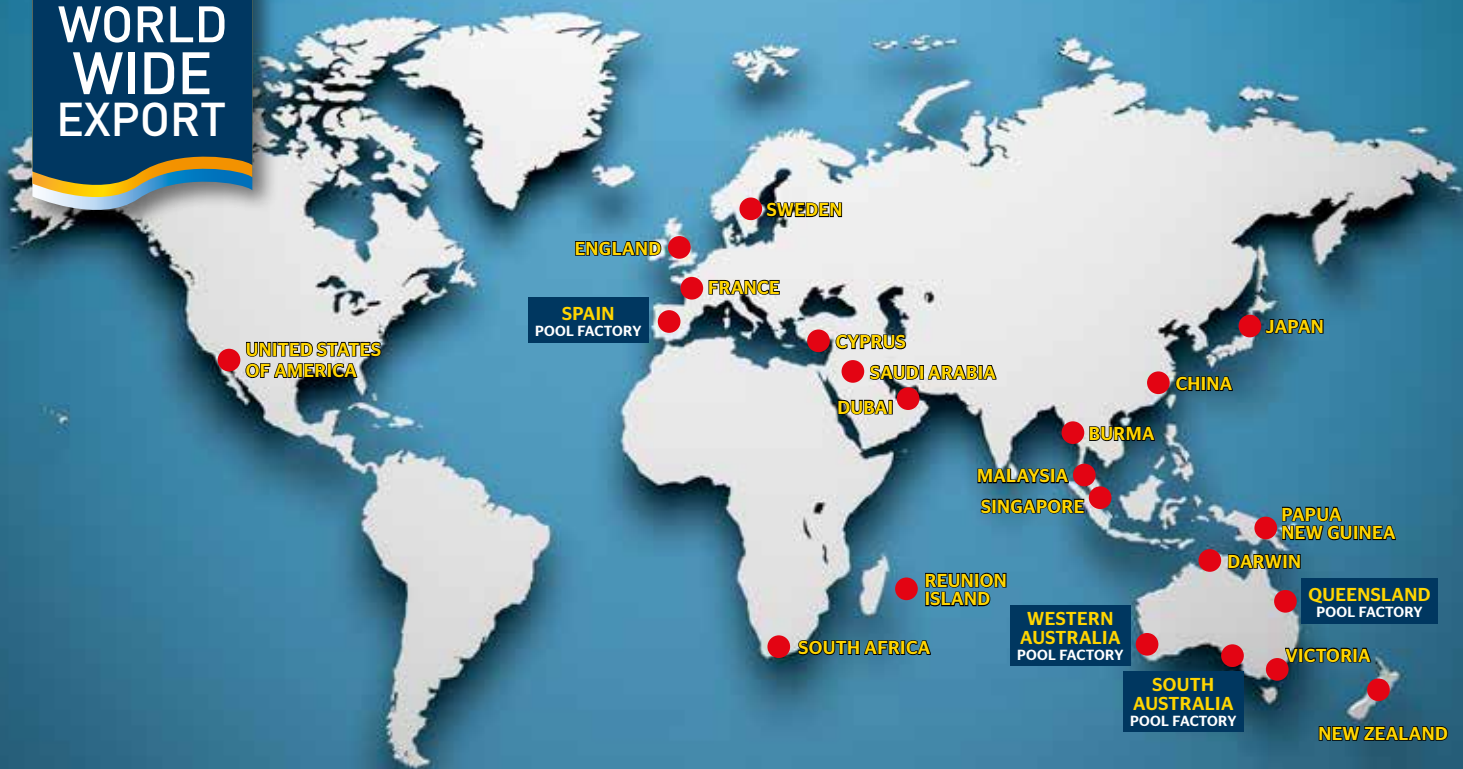 WORLD
WIDE
EXPORT
SWEDEN
ENGLAND
FRANCE
SPAIN
POOL FACTORY
CYPRUS
JAPAN
UNITED STATES
OF AMERICA
SAUDI ARABIA
CHINA
DUBAI
BURMA
MALAYSIA
SINGAPORE
PAPUA
NEW GUINEA
DARWIN
REUNION
ISLAND
QUEENSLAND
POOL FACTORY
WESTERN
AUSTRALIA
POOL FACTORY
SOUTH AFRICA
VICTORIA
SOUTH
AUSTRALIA
POOL FACTORY
NEW ZEALAND